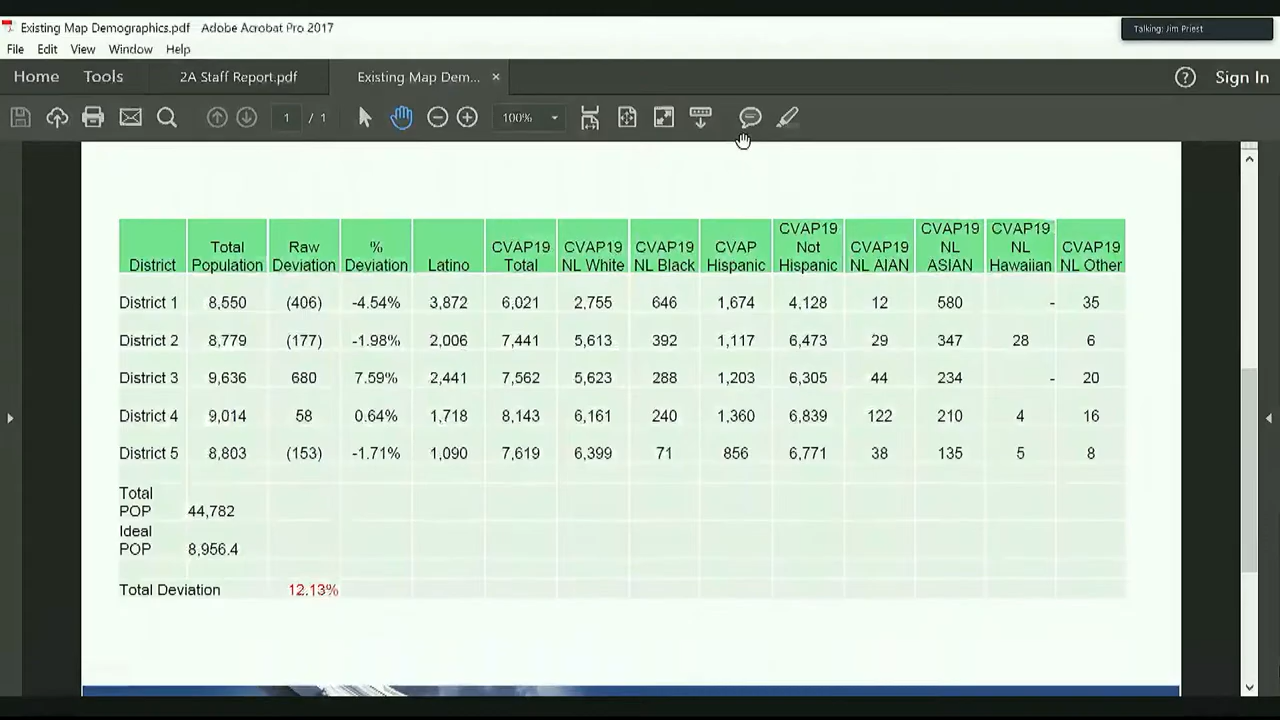 Existing Map Demographics.pdf - Adobe Acrobat Pro 2017
Talking: Jim Priest
File Edit View Window Help
Home Tools 2A Staff Report.pdf Existing Map Dem... × Sign In
1 / 1 100%
District Total Population Raw Deviation % Deviation Latino CVAP19 Total CVAP19 NL White CVAP19 NL Black CVAP Hispanic CVAP19 Not Hispanic CVAP19 NL AIAN CVAP19 NL ASIAN CVAP19 NL Hawaiian CVAP19 NL Other
District 1 8,550 (406) -4.54% 3,872 6,021 2,755 646 1,674 4,128 12 580 - 35
District 2 8,779 (177) -1.98% 2,006 7,441 5,613 392 1,117 6,473 29 347 28 6
District 3 9,636 680 7.59% 2,441 7,562 5,623 288 1,203 6,305 44 234 - 20
District 4 9,014 58 0.64% 1,718 8,143 6,161 240 1,360 6,839 122 210 4 16
District 5 8,803 (153) -1.71% 1,090 7,619 6,399 71 856 6,771 38 135 5 8
Total
POP 44,782
Ideal
POP 8,956.4
Total Deviation 12.13%